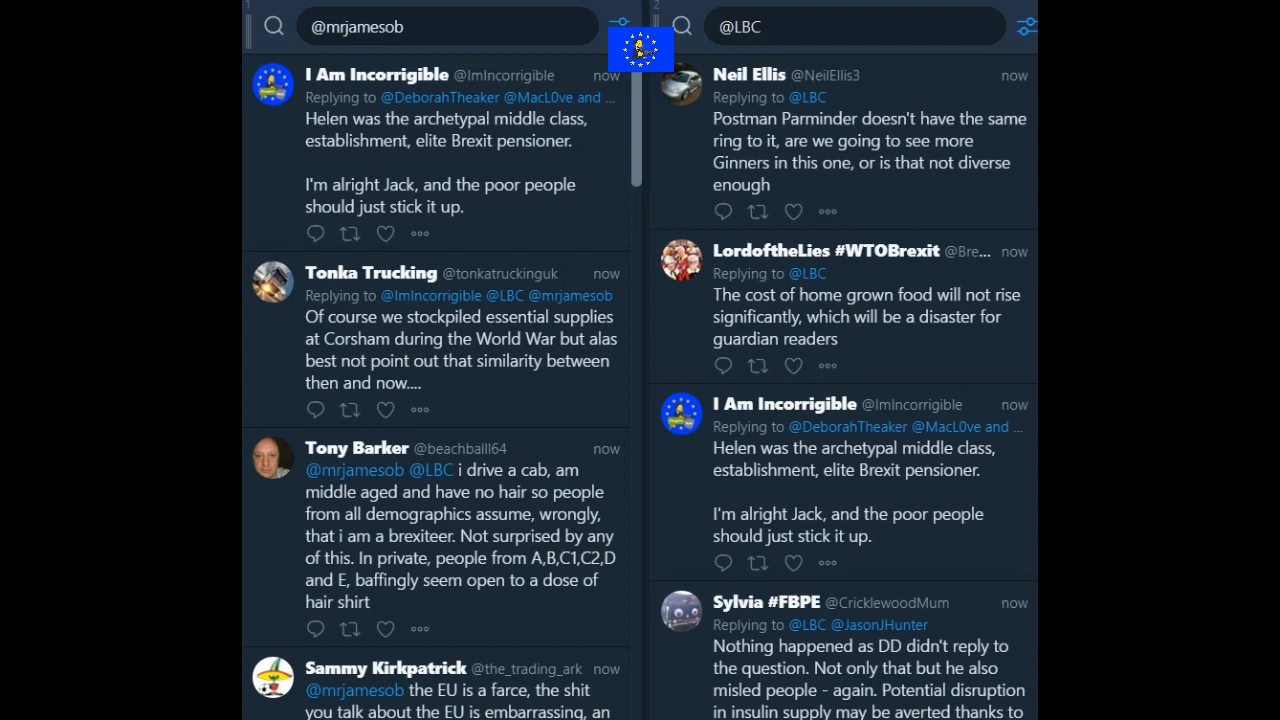 1
@mrjamesob
I Am Incorrigible @ImIncorrigible now
Replying to @DeborahTheaker @MacL0ve and ...
Helen was the archetypal middle class,
establishment, elite Brexit pensioner.
I'm alright Jack, and the poor people
should just stick it up.
Tonka Trucking @tonkatruckinguk now
Replying to @ImIncorrigible @LBC @mrjamesob
Of course we stockpiled essential supplies
at Corsham during the World War but alas
best not point out that similarity between
then and now....
Tony Barker @beachballl64 now
@mrjamesob @LBC i drive a cab, am
middle aged and have no hair so people
from all demographics assume, wrongly,
that i am a brexiteer. Not surprised by any
of this. In private, people from A,B,C1,C2,D
and E, baffingly seem open to a dose of
hair shirt
Sammy Kirkpatrick @the_trading_ark now
@mrjamesob the EU is a farce, the shit
you talk about the EU is embarrassing, an
2
@LBC
Neil Ellis @NeilEllis3 now
Replying to @LBC
Postman Parminder doesn't have the same
ring to it, are we going to see more
Ginners in this one, or is that not diverse
enough
LordoftheLies #WTOBrexit @Bre... now
Replying to @LBC
The cost of home grown food will not rise
significantly, which will be a disaster for
guardian readers
I Am Incorrigible @ImIncorrigible now
Replying to @DeborahTheaker @MacL0ve and ...
Helen was the archetypal middle class,
establishment, elite Brexit pensioner.
I'm alright Jack, and the poor people
should just stick it up.
Sylvia #FBPE @CricklewoodMum now
Replying to @LBC @JasonJHunter
Nothing happened as DD didn't reply to
the question. Not only that but he also
misled people - again. Potential disruption
in insulin supply may be averted thanks to